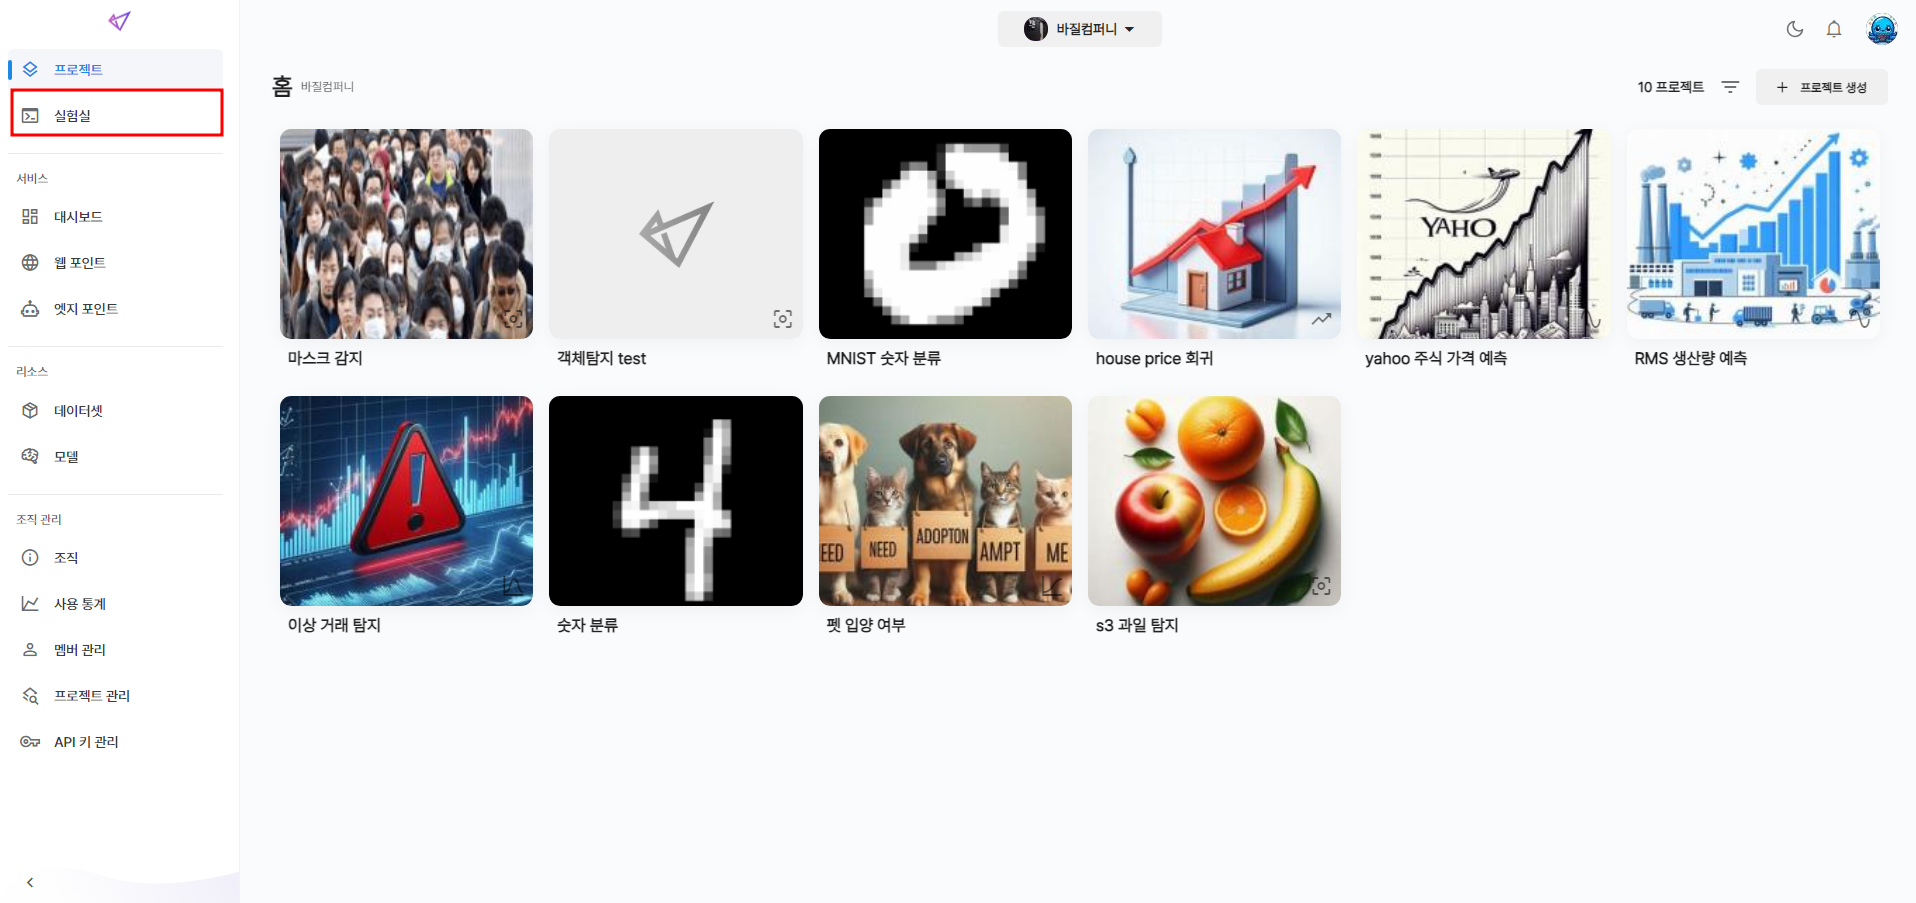 바질컴퍼니
프로젝트
실험실
서비스
대시보드
웹 포인트
엣지 포인트
리소스
데이터셋
모델
조직 관리
조직
사용 통계
멤버 관리
프로젝트 관리
API 키 관리
홈 바질컴퍼니
10 프로젝트
프로젝트 생성
YAHO
마스크 감지
객체탐지 test
MNIST 숫자 분류
house price 회귀
yahoo 주식 가격 예측
RMS 생산량 예측
EED
NEED
ADOPTON
AMPT
ME
이상 거래 탐지
숫자 분류
펫 입양 여부
s3 과일 탐지